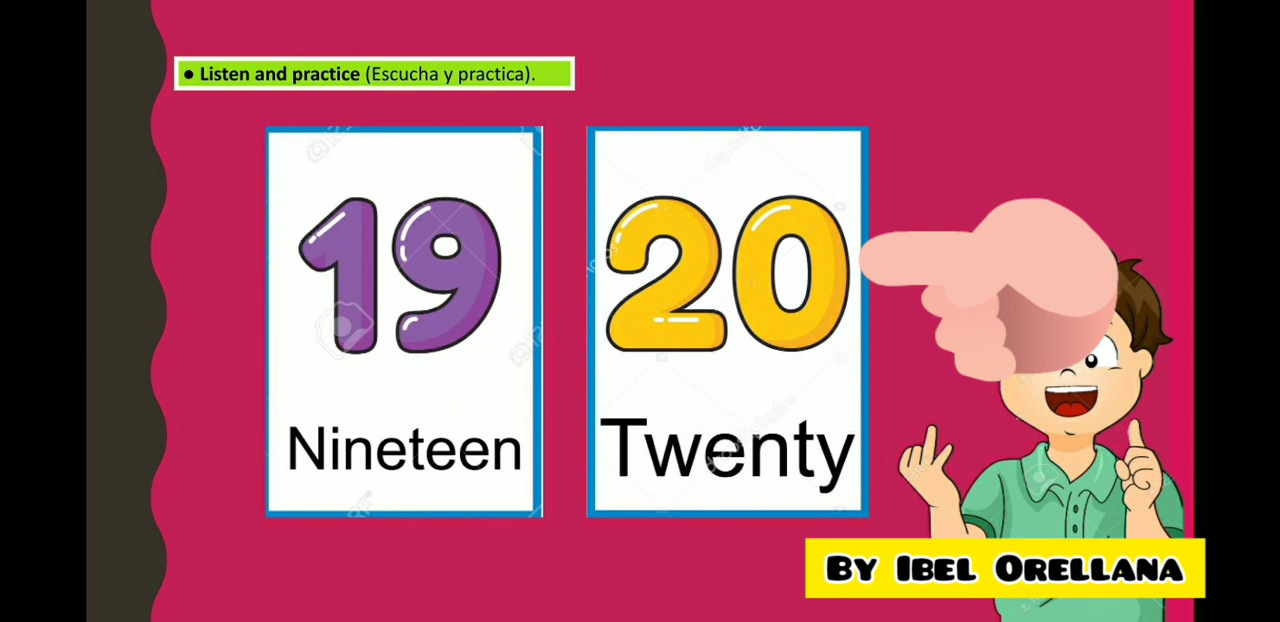 ● Listen and practice (Escucha y practica).
19
20
Nineteen
Twenty
By Ibel Orellana